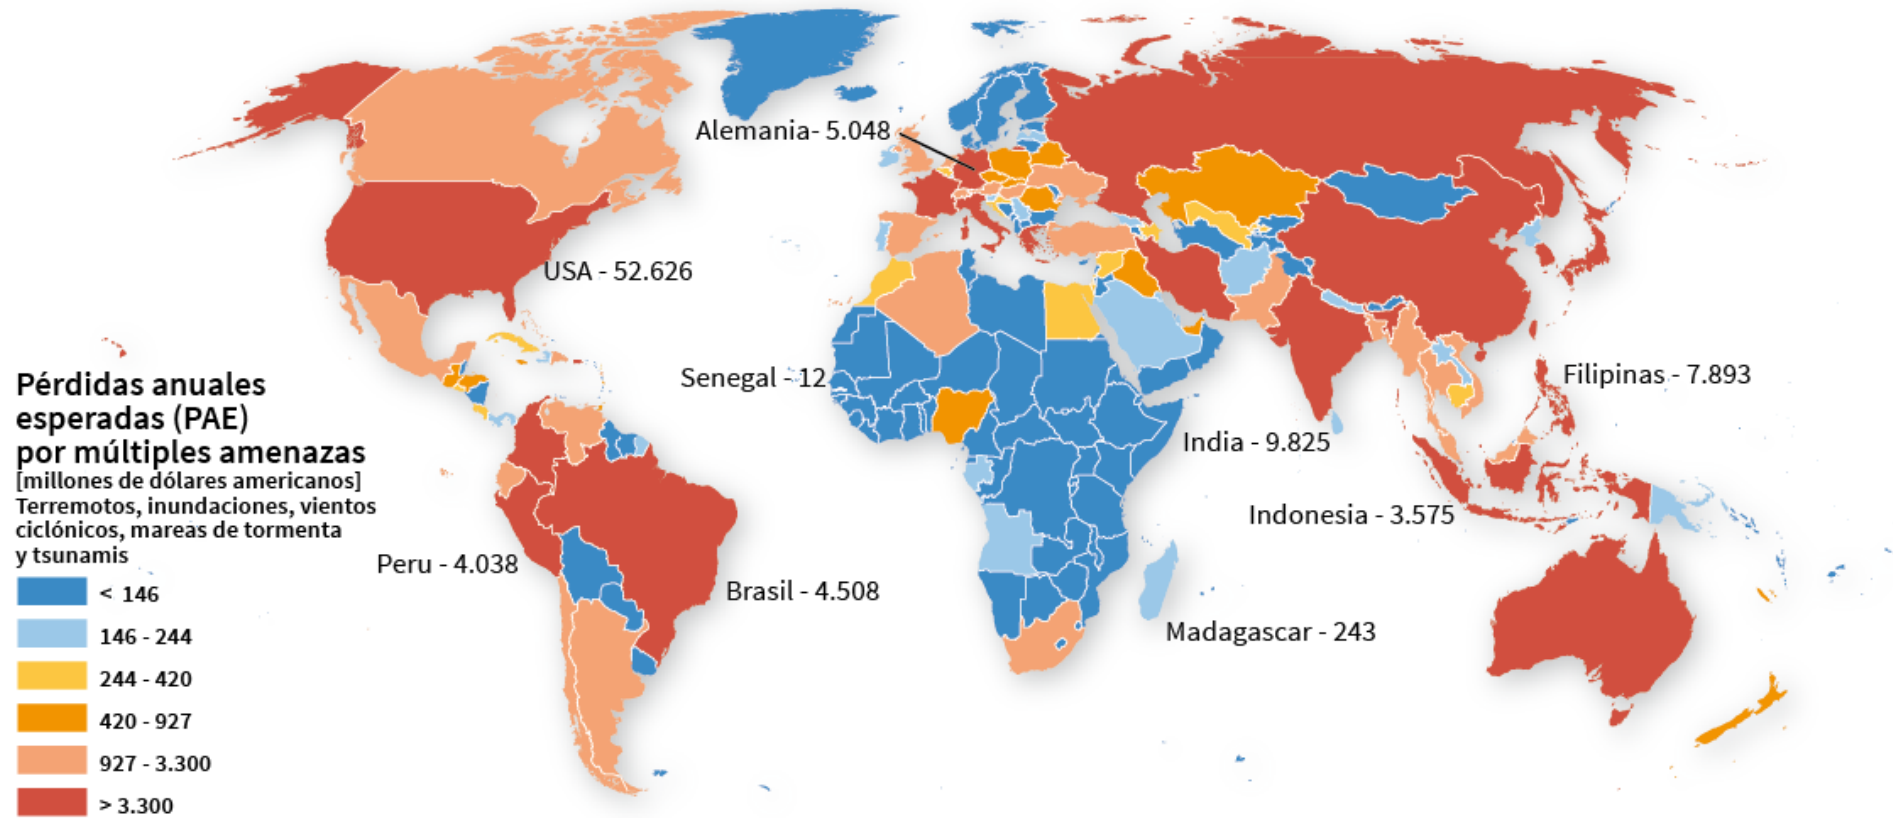 Alemania- 5.048
USA - 52.626
Senegal - 12
Filipinas - 7.893
India - 9.825
Indonesia - 3.575
Peru - 4.038
Brasil - 4.508
Madagascar - 243
Pérdidas anuales
esperadas (PAE)
por múltiples amenazas
[millones de dólares americanos]
Terremotos, inundaciones, vientos
ciclónicos, mareas de tormenta
y tsunamis
< 146
146 - 244
244 - 420
420 - 927
927 - 3.300
> 3.300